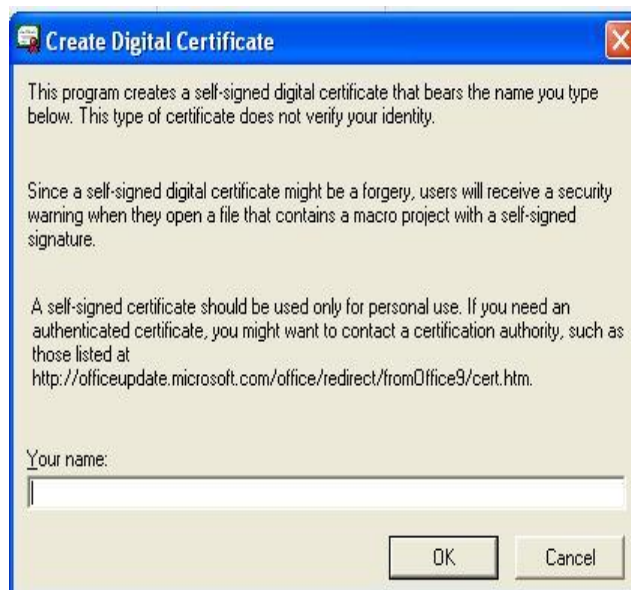 Create Digital Certificate
This program creates a self-signed digital certificate that bears the name you type
below. This type of certificate does not verify your identity.
Since a self-signed digital certificate might be a forgery, users will receive a security
warning when they open a file that contains a macro project with a self-signed
signature.
A self-signed certificate should be used only for personal use. If you need an
authenticated certificate, you might want to contact a certification authority, such as
those listed at
http://officeupdate.microsoft.com/office/redirect/fromOffice9/cert.htm.
Your name:
OK Cancel